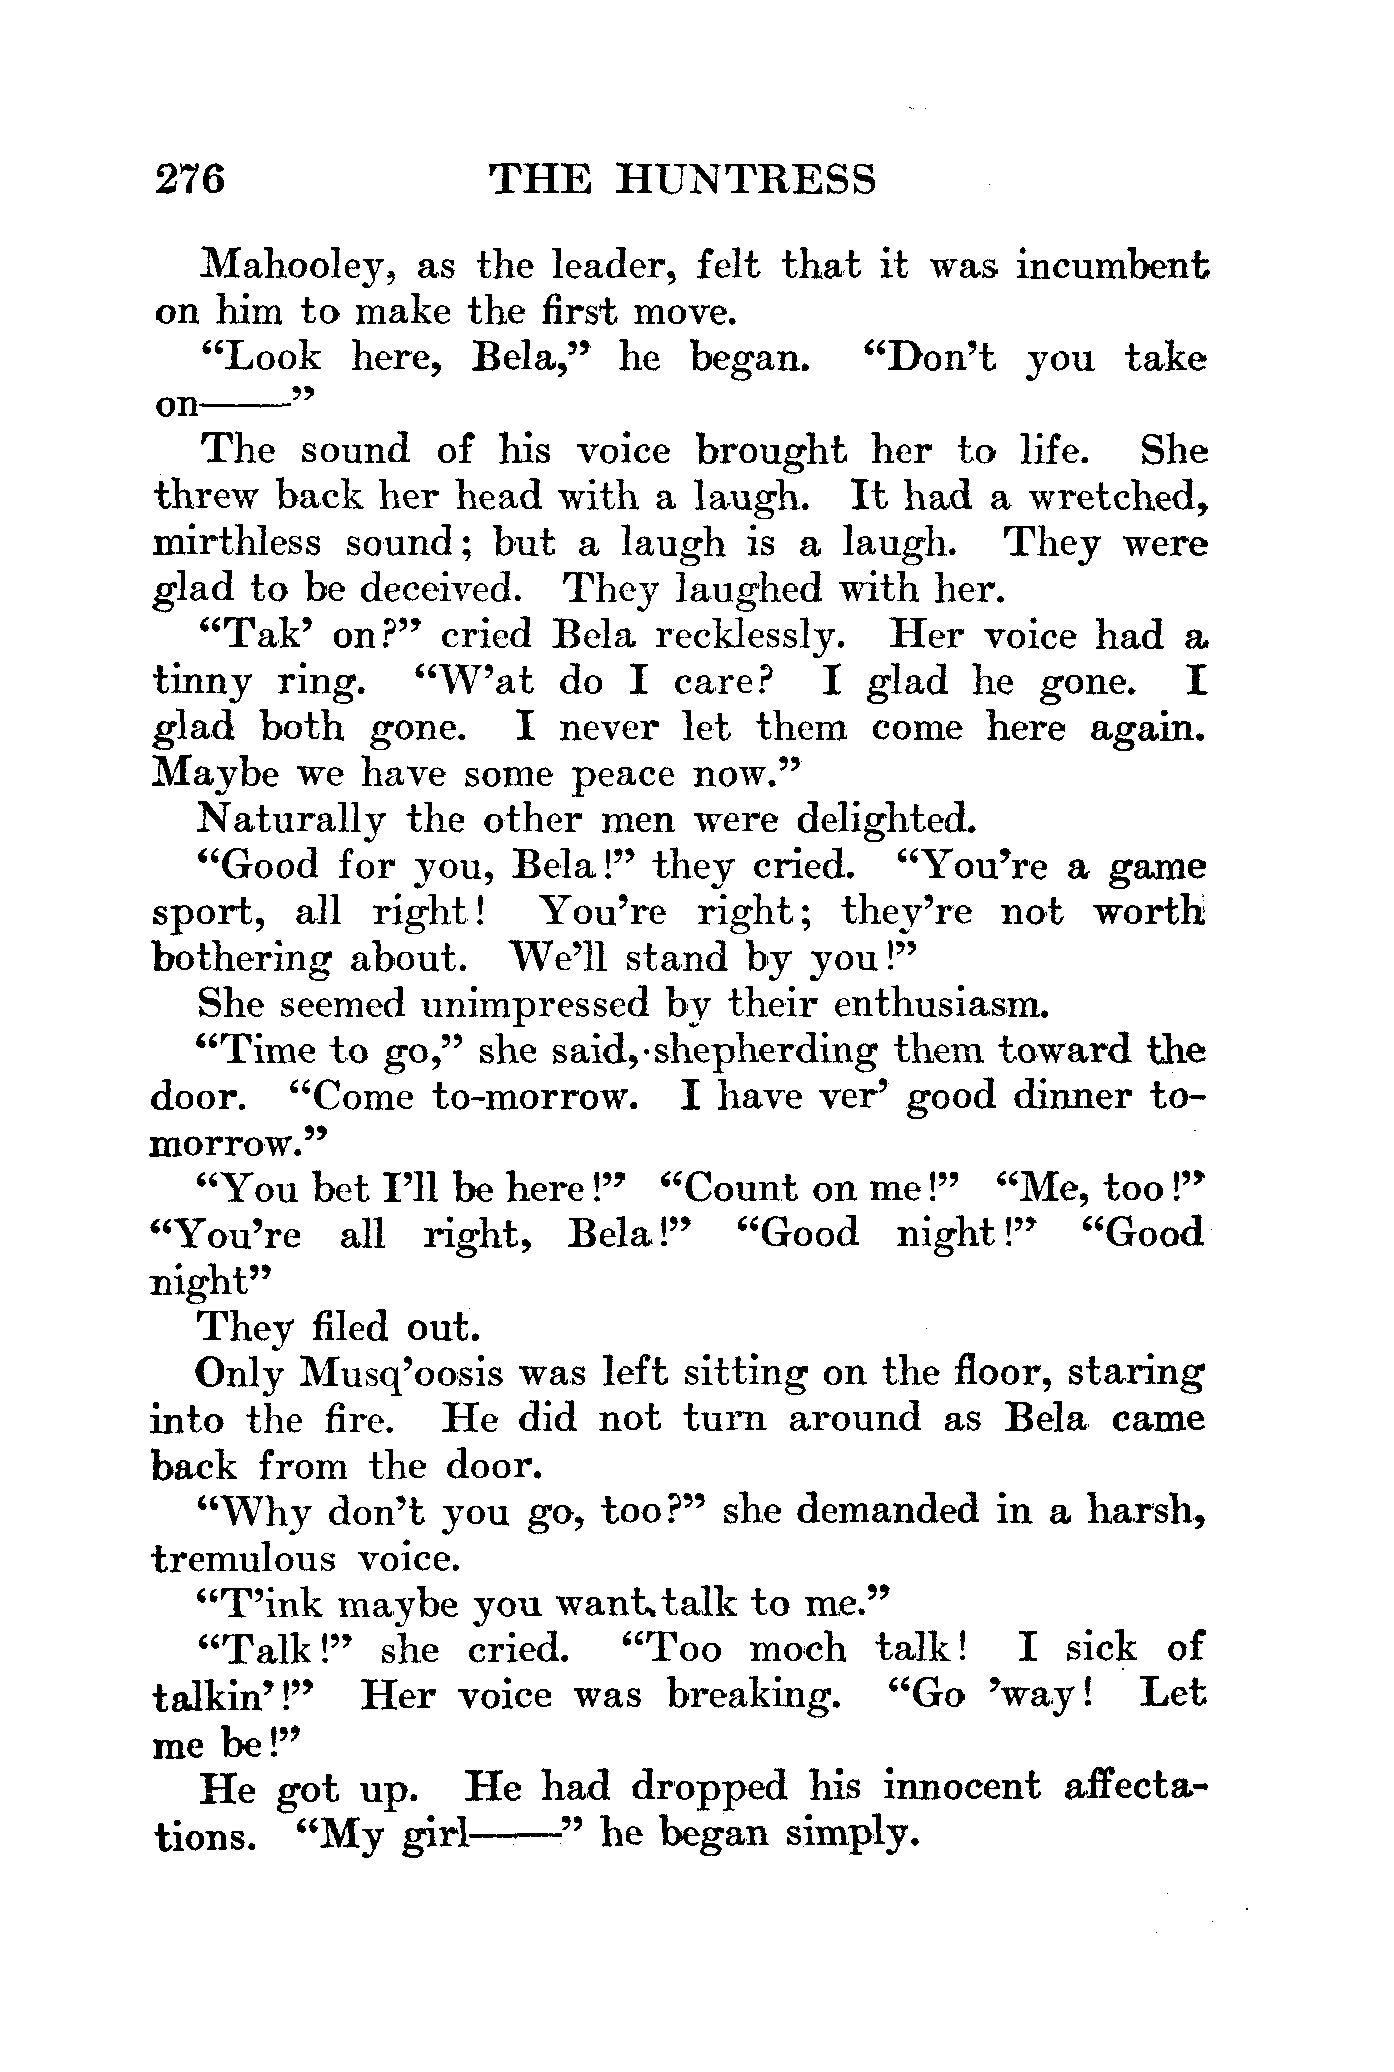 276 THE HUNTRESS
Mahooley, as the leader, felt that it was incumbent
on him to make the first move.
“Look here, Bela,” he began. “Don’t you take
on——”
The sound of his voice brought her to life. She
threw back her head with a laugh. It had a wretched,
mirthless sound; but a laugh is a laugh. They were
glad to be deceived. They laughed with her.
“Tak’ on?” cried Bela recklessly. Her voice had a
tinny ring. “W’at do I care? I glad he gone. I
glad both gone. I never let them come here again.
Maybe we have some peace now.”
Naturally the other men were delighted.
“Good for you, Bela!” they cried. “You’re a game
sport, all right! You’re right; they’re not worth
bothering about. We’ll stand by you!”
She seemed unimpressed by their enthusiasm.
“Time to go,” she said, shepherding them toward the
door. “Come to-morrow. I have ver’ good dinner to-
morrow.”
“You bet I’ll be here!” “Count on me!” “Me, too!”
“You’re all right, Bela!” “Good night!” “Good
night”
They filed out.
Only Musq’oosis was left sitting on the floor, staring
into the fire. He did not turn around as Bela came
back from the door.
“Why don’t you go, too?” she demanded in a harsh,
tremulous voice.
“T’ink maybe you want talk to me.”
“Talk!” she cried. “Too moch talk! I sick of
talkin’!” Her voice was breaking. “Go ’way! Let
me be!”
He got up. He had dropped his innocent affecta-
tions. “My girl——” he began simply.